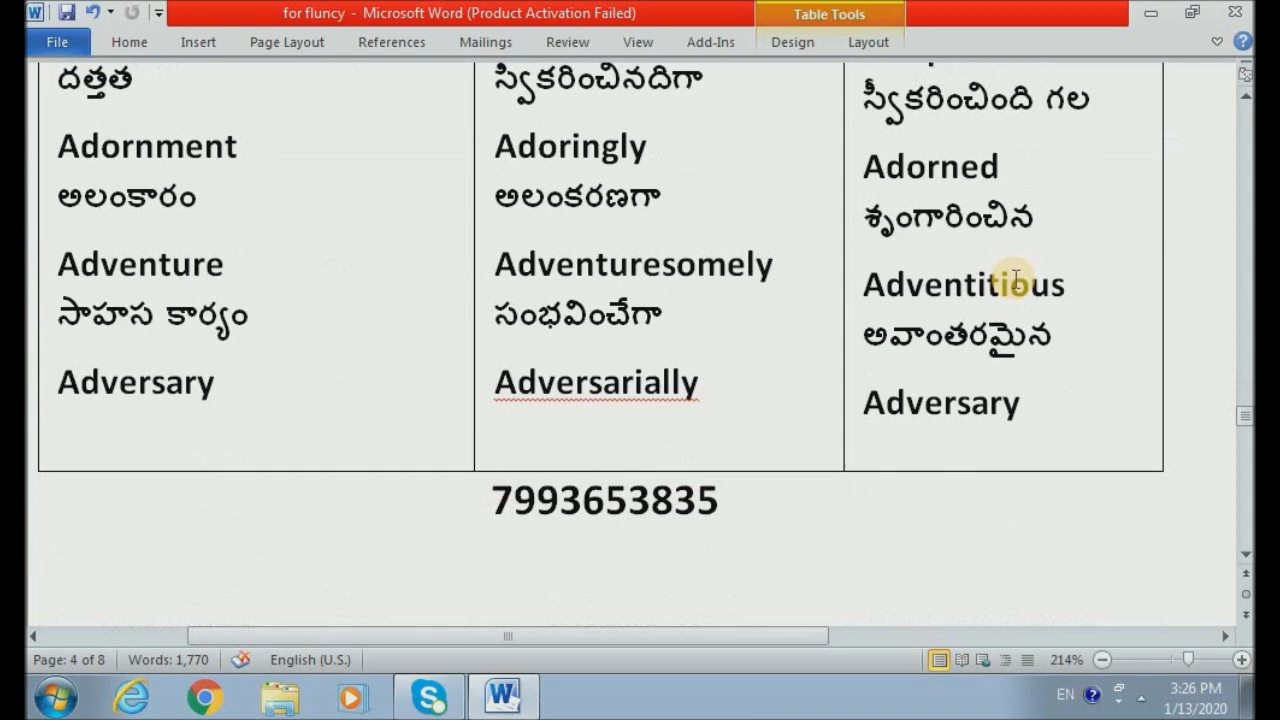 for fluncy - Microsoft Word (Product Activation Failed)
Table Tools
File Home Insert Page Layout References Mailings Review View Add-Ins Design Layout
దత్తత
Adornment
అలంకారం
Adventure
సాహస కార్యం
Adversary
స్వికరించినదిగా
Adoringly
అలంకరణగా
Adventuresomely
సంభవించేగా
Adversarially
స్వీకరించింది గల
Adorned
శృంగారించిన
Adventitious
అవాంతరమైన
Adversary
7993653835
Page: 4 of 8 Words: 1,770 English (U.S.) 214%
EN 3:26 PM
1/13/2020